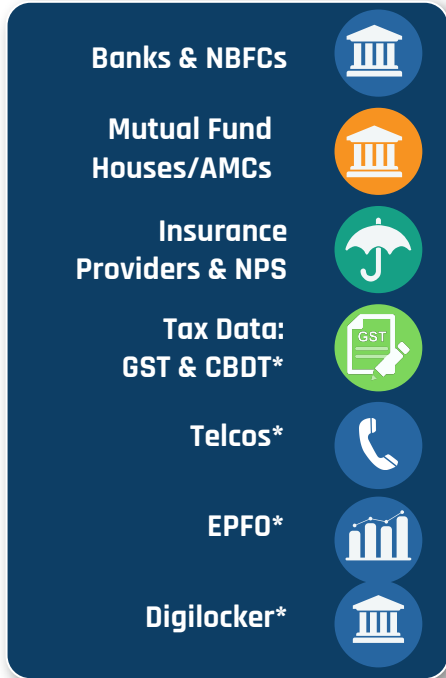 Banks & NBFCs
Mutual Fund
Houses/AMCs
Insurance
Providers & NPS
Tax Data:
GST & CBDT*
GST
Telcos*
EPFO*
Digilocker*